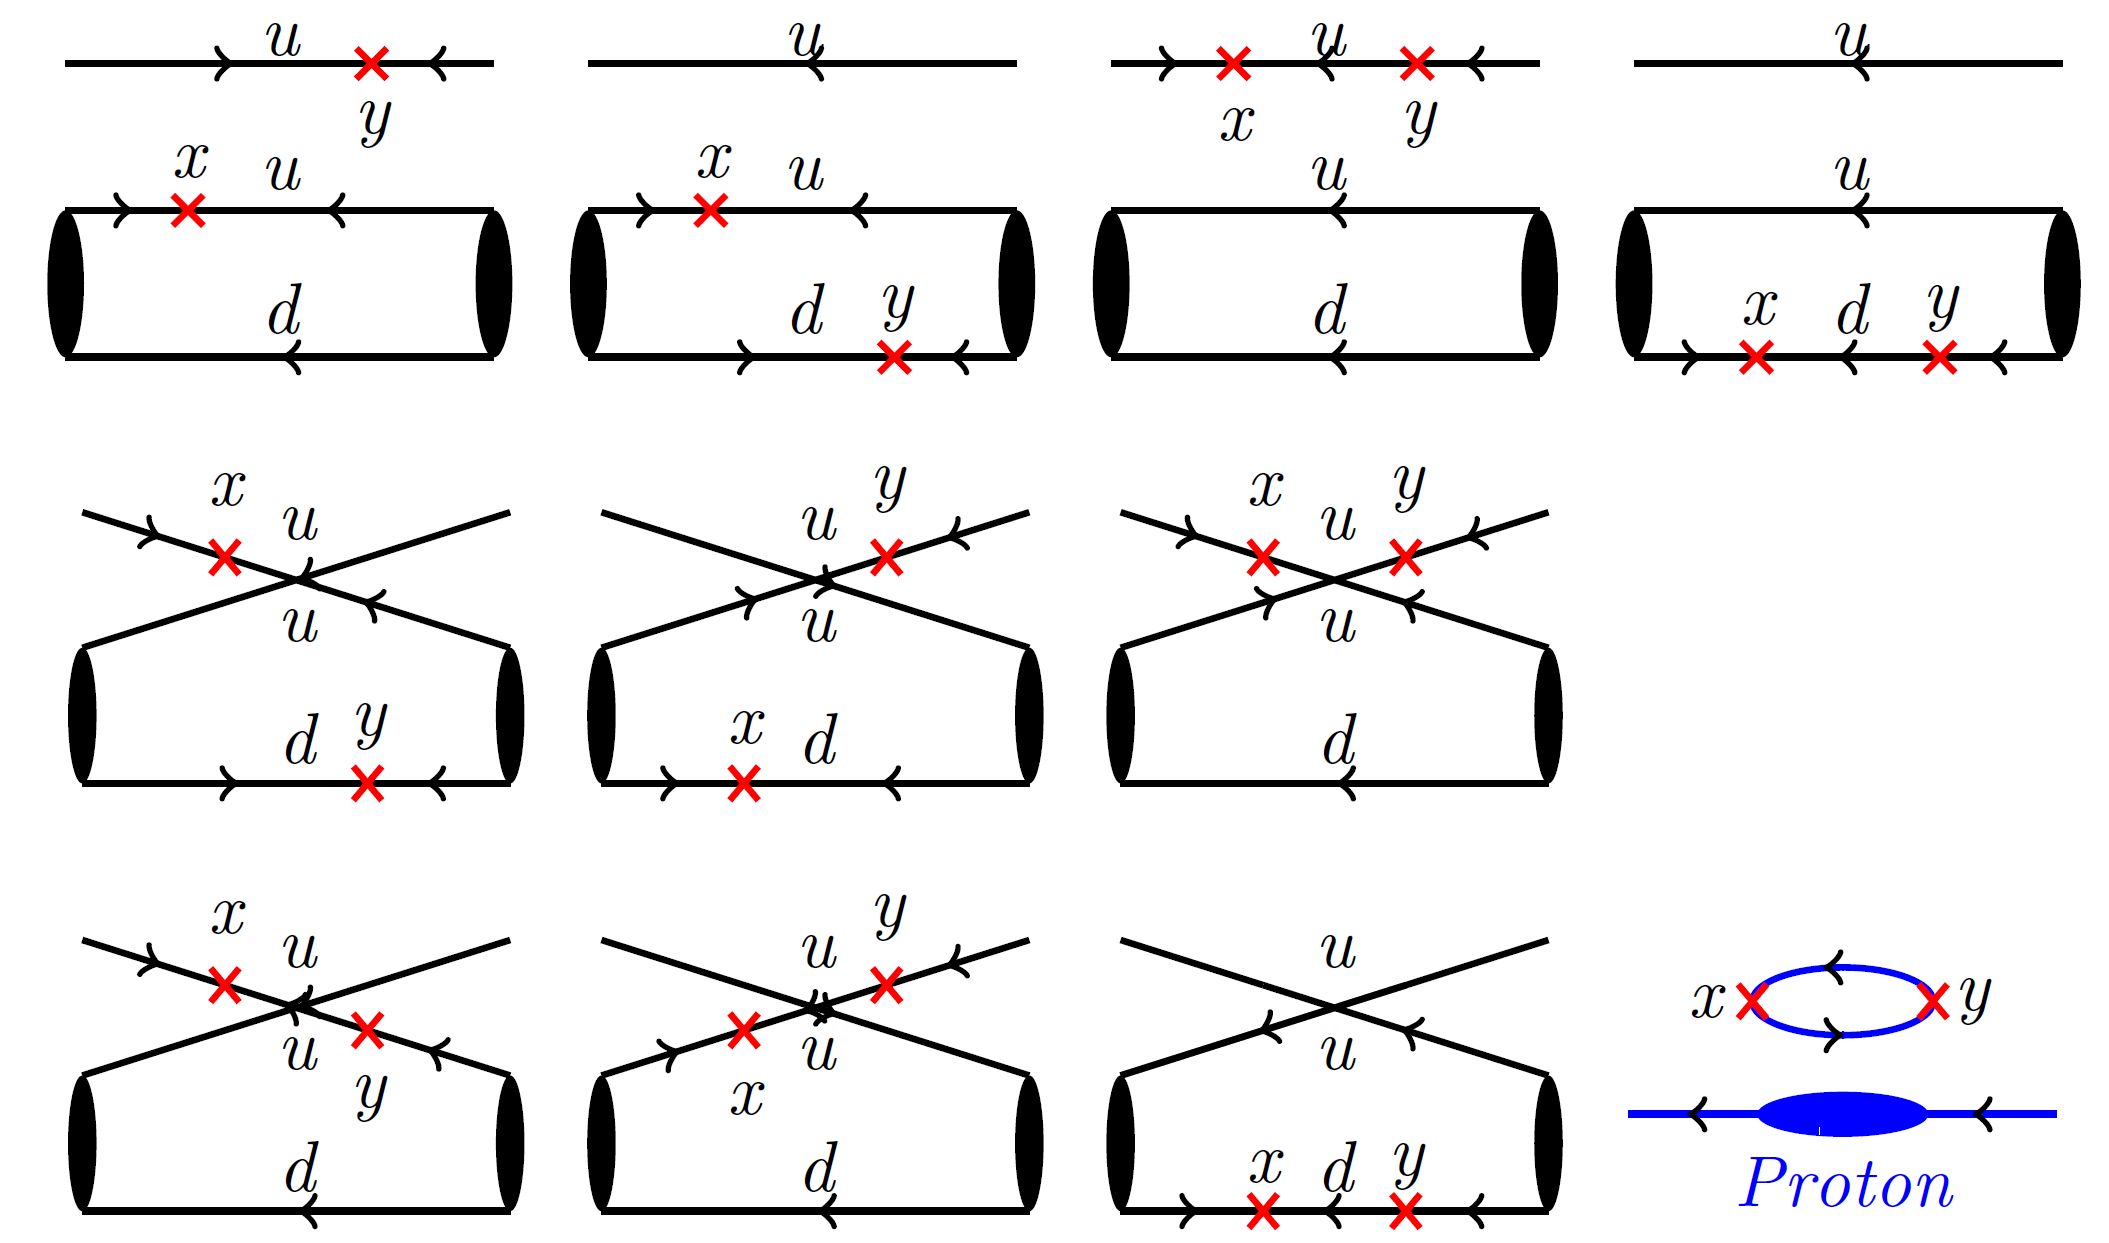 u u u u
y x y
x u x u u u
d d y d x d y
x u u y x u y
u u u
d y x d d
x u u y u
u y u x u x y
d d x d y
Proton